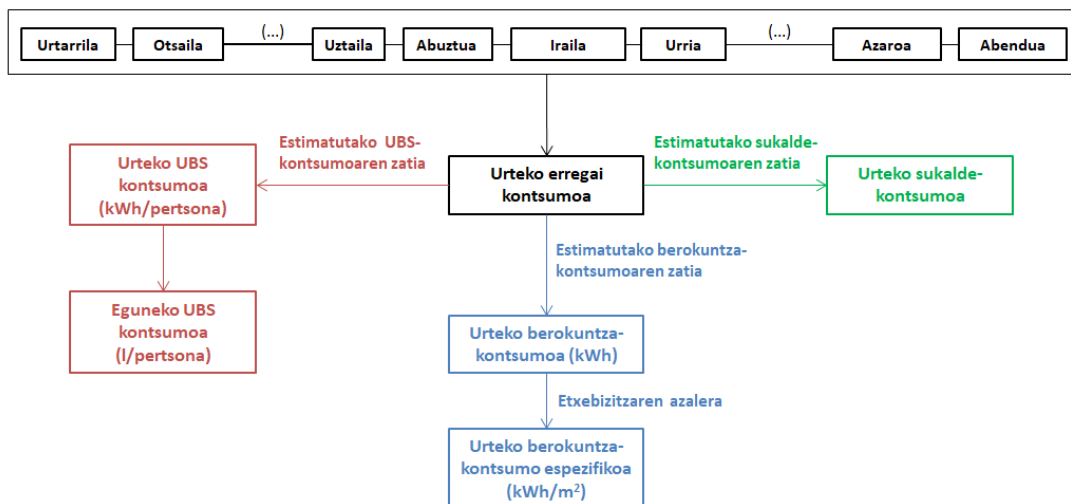 Urtarrila
Otsaila
(...)
Uztaila
Abuztua
Iraila
Urria
(...)
Azaroa
Abendua
Estimatutako UBS-
kontsumoaren zatia
Estimatutako sukalde-
kontsumoaren zatia
Urteko UBS
kontsumoa
(kWh/pertsona)
Urteko erregai
kontsumoa
Urteko sukalde-
kontsumoa
Estimatutako berokuntza-
kontsumoaren zatia
Eguneko UBS
kontsumoa
(l/pertsona)
Urteko berokuntza-
kontsumoa (kWh)
Etxebizitzaren azalera
Urteko berokuntza-
kontsumo espezifikoa
(kWh/m²)